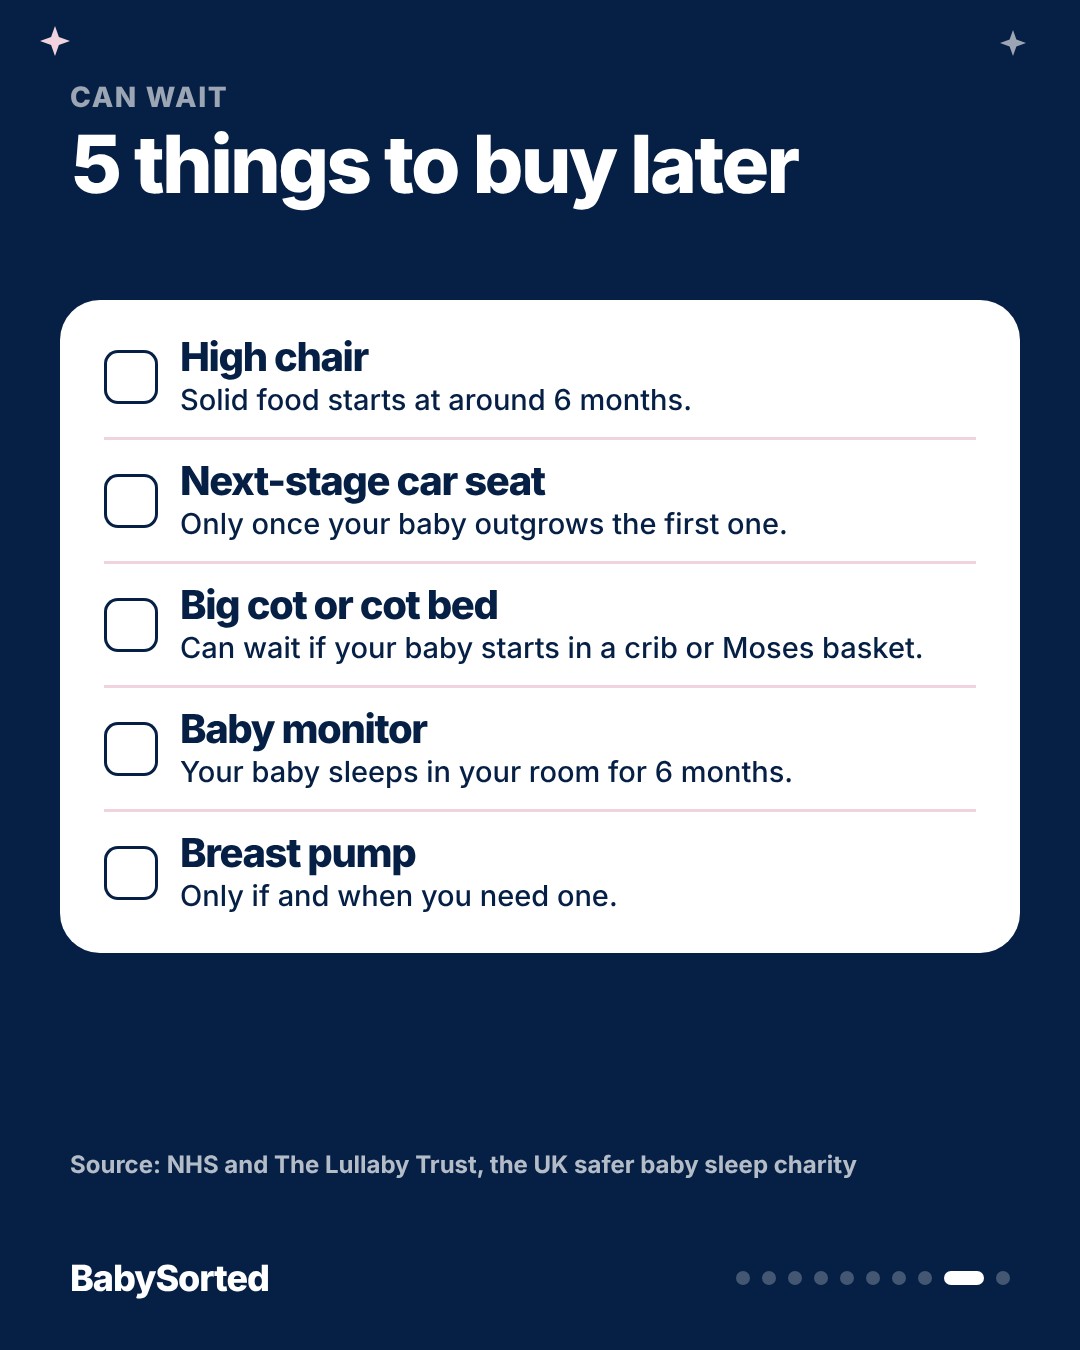 CAN WAIT
5 things to buy later
High chair
Solid food starts at around 6 months.
Next-stage car seat
Only once your baby outgrows the first one.
Big cot or cot bed
Can wait if your baby starts in a crib or Moses basket.
Baby monitor
Your baby sleeps in your room for 6 months.
Breast pump
Only if and when you need one.
Source: NHS and The Lullaby Trust, the UK safer baby sleep charity
BabySorted